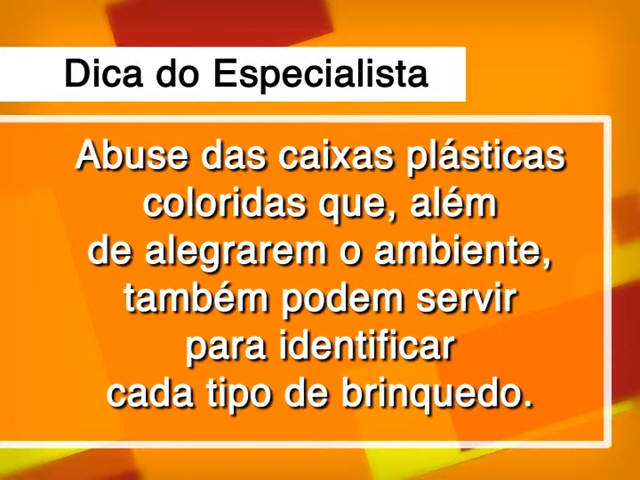 Dica do Especialista
Abuse das caixas plásticas
coloridas que, além
de alegrarem o ambiente,
também podem servir
para identificar
cada tipo de brinquedo.